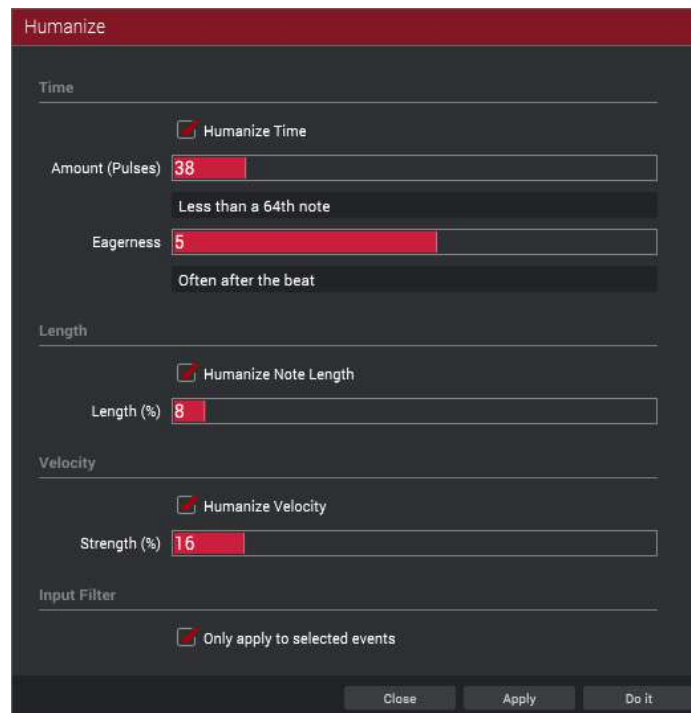 Humanize
Time
Humanize Time
Amount (Pulses) 38
Less than a 64th note
Eagerness 5
Often after the beat
Length
Humanize Note Length
Length (%) 8
Velocity
Humanize Velocity
Strength (%) 16
Input Filter
Only apply to selected events
Close Apply Do it